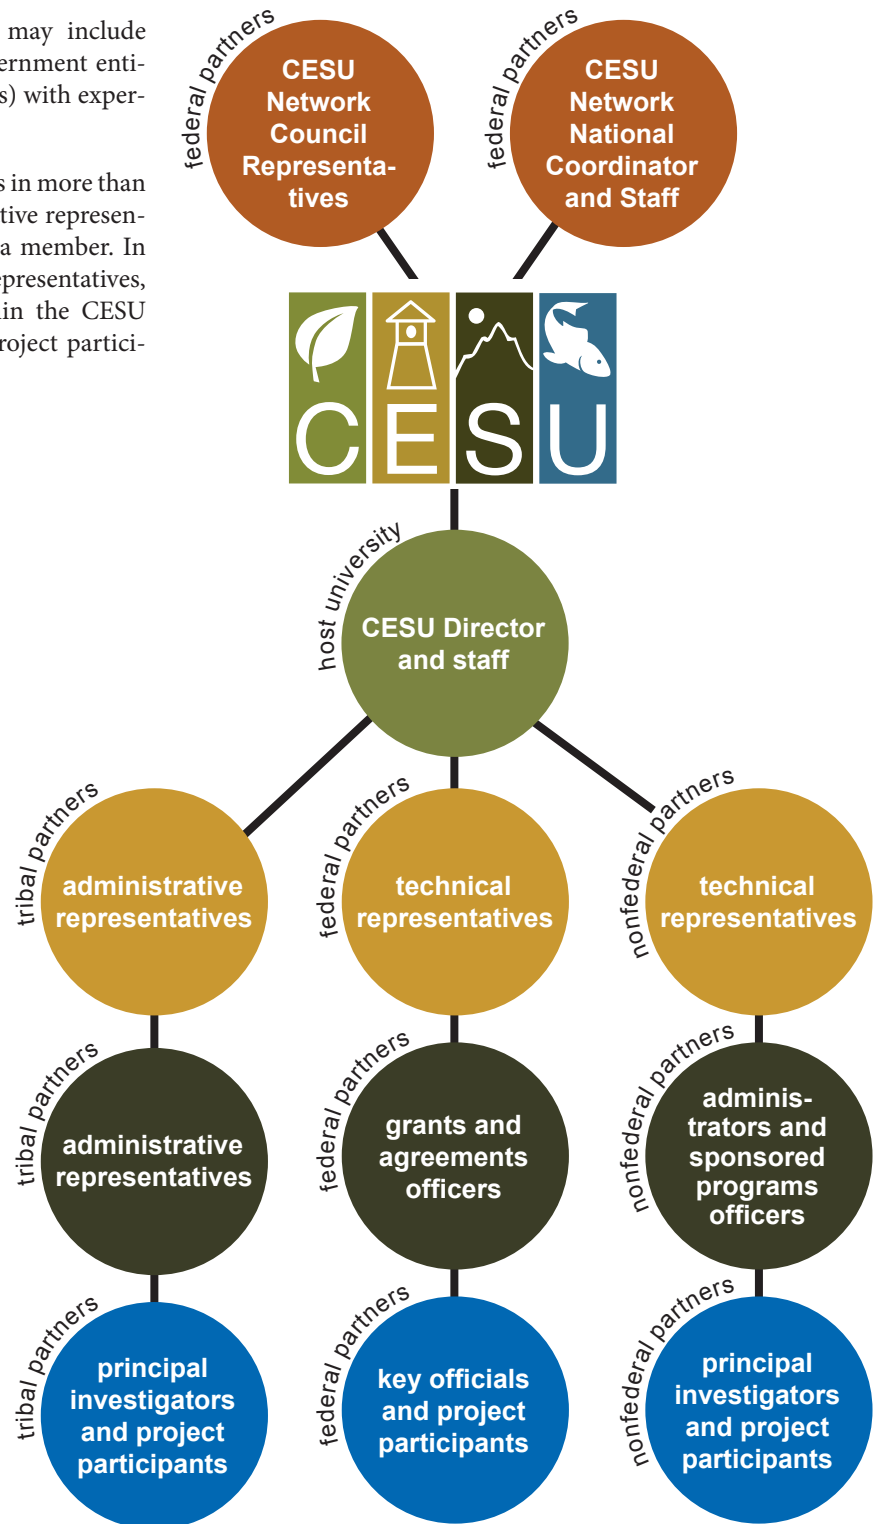 may include
ernment enti-
s) with exper-
s in more than
tive represen-
a member. In
epresentatives,
in the CESU
roject partici-
federal partners
CESU
Network
Council
Representa-
tives
federal partners
CESU
Network
National
Coordinator
and Staff
CESU
host university
CESU Director
and staff
tribal partners
administrative
representatives
federal partners
technical
representatives
nonfederal partners
technical
representatives
tribal partners
administrative
representatives
federal partners
grants and
agreements
officers
nonfederal partners
adminis-
trators and
sponsored
programs
officers
tribal partners
principal
investigators
and project
participants
federal partners
key officials
and project
participants
nonfederal partners
principal
investigators
and project
participants